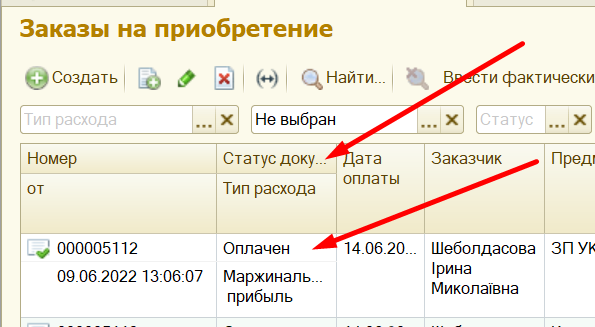 Заказы на приобретение
Создать Найти... Ввести фактически
Тип расхода ... Не выбран ... Статус ...
Номер Статус доку... Дата оплаты Заказчик Предм
от Тип расхода
000005112 Оплачен 14.06.20... Шеболдасова Ірина Миколаївна ЗП УК
09.06.2022 13:06:07 Маржиналь... прибыль